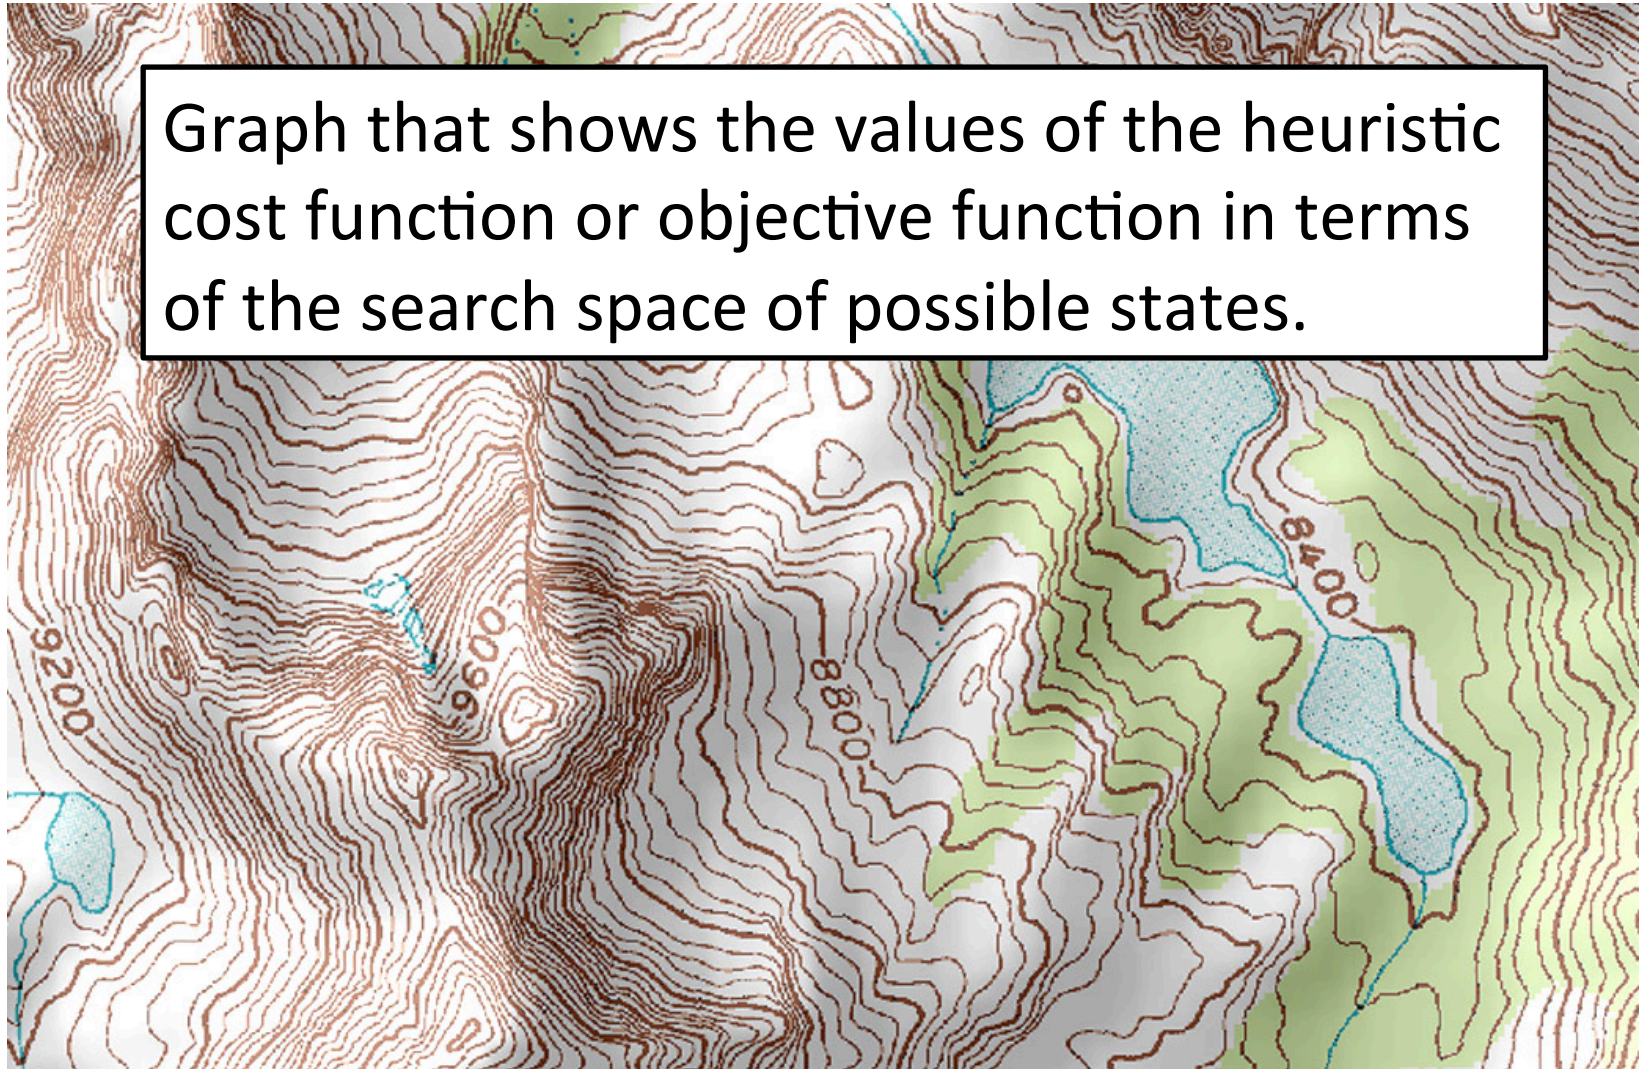 Graph that shows the values of the heuristic
cost function or objective function in terms
of the search space of possible states.
8400
9200
9600
8800